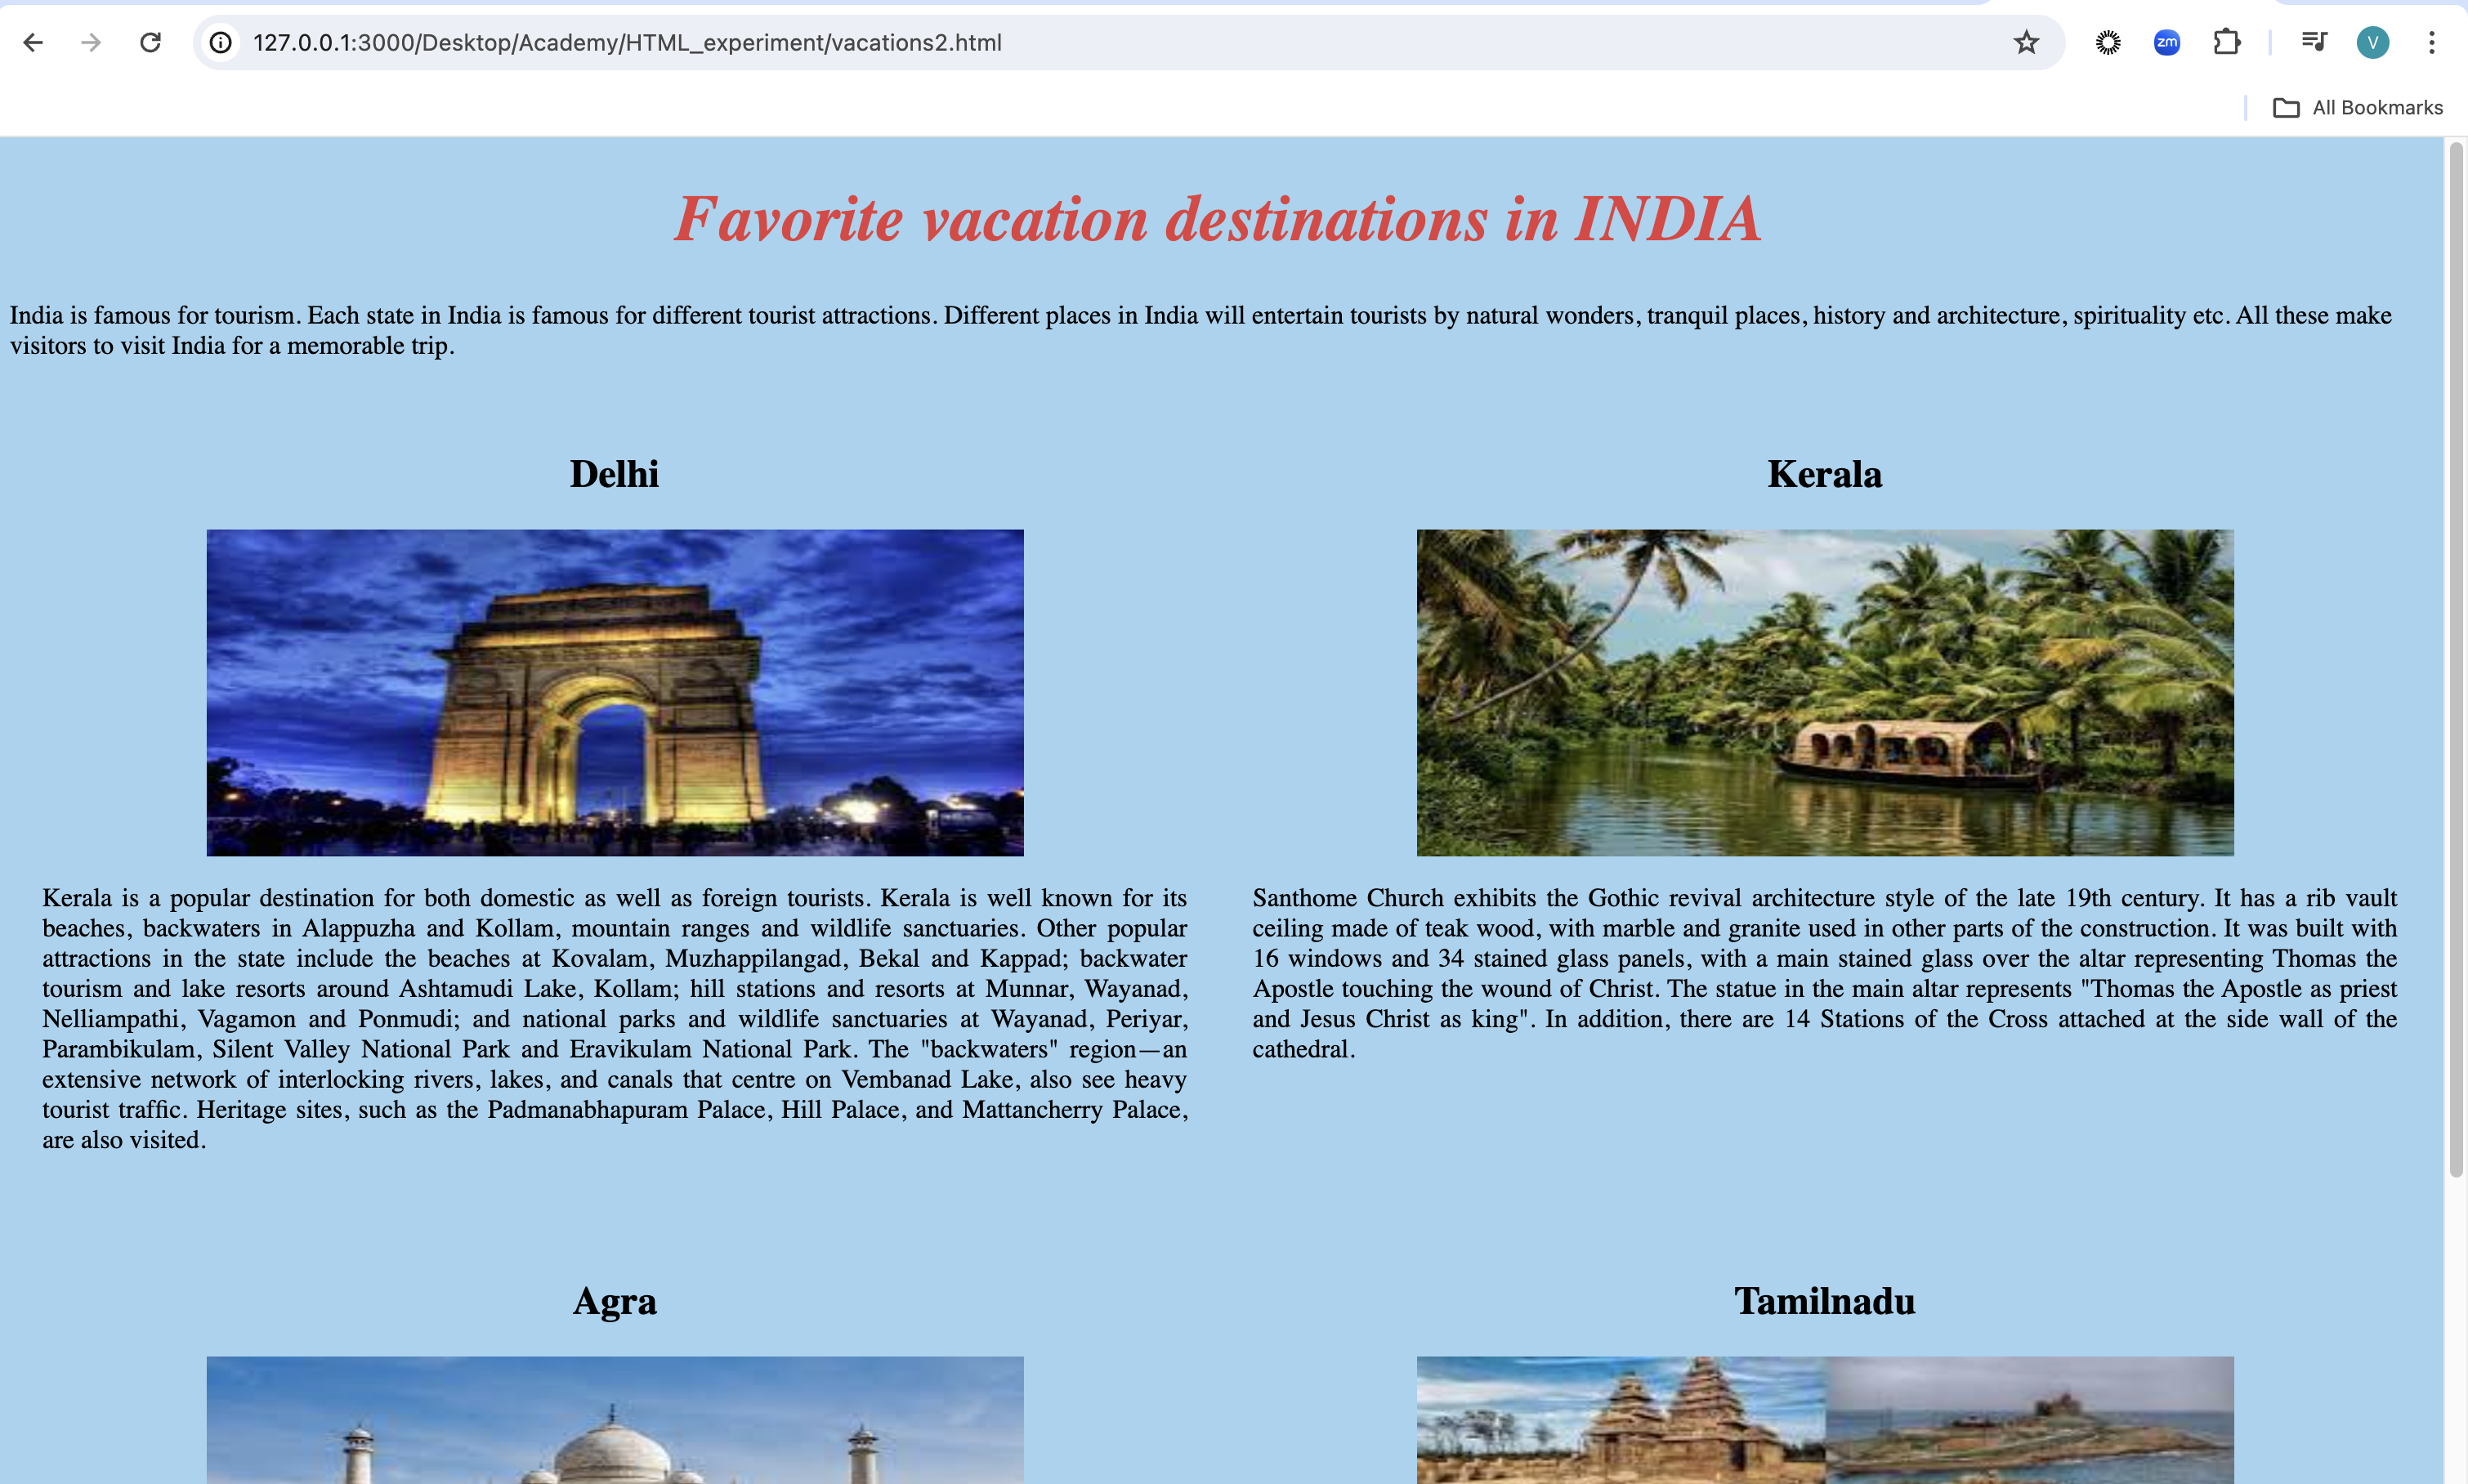 127.0.0.1:3000/Desktop/Academy/HTML_experiment/vacations2.html
zm
V
All Bookmarks
Favorite vacation destinations in INDIA
India is famous for tourism. Each state in India is famous for different tourist attractions. Different places in India will entertain tourists by natural wonders, tranquil places, history and architecture, spirituality etc. All these make
visitors to visit India for a memorable trip.
Delhi
Kerala is a popular destination for both domestic as well as foreign tourists. Kerala is well known for its
beaches, backwaters in Alappuzha and Kollam, mountain ranges and wildlife sanctuaries. Other popular
attractions in the state include the beaches at Kovalam, Muzhappilangad, Bekal and Kappad; backwater
tourism and lake resorts around Ashtamudi Lake, Kollam; hill stations and resorts at Munnar, Wayanad,
Nelliampathi, Vagamon and Ponmudi; and national parks and wildlife sanctuaries at Wayanad, Periyar,
Parambikulam, Silent Valley National Park and Eravikulam National Park. The "backwaters" region—an
extensive network of interlocking rivers, lakes, and canals that centre on Vembanad Lake, also see heavy
tourist traffic. Heritage sites, such as the Padmanabhapuram Palace, Hill Palace, and Mattancherry Palace,
are also visited.
Kerala
Santhome Church exhibits the Gothic revival architecture style of the late 19th century. It has a rib vault
ceiling made of teak wood, with marble and granite used in other parts of the construction. It was built with
16 windows and 34 stained glass panels, with a main stained glass over the altar representing Thomas the
Apostle touching the wound of Christ. The statue in the main altar represents "Thomas the Apostle as priest
and Jesus Christ as king". In addition, there are 14 Stations of the Cross attached at the side wall of the
cathedral.
Agra
Tamilnadu